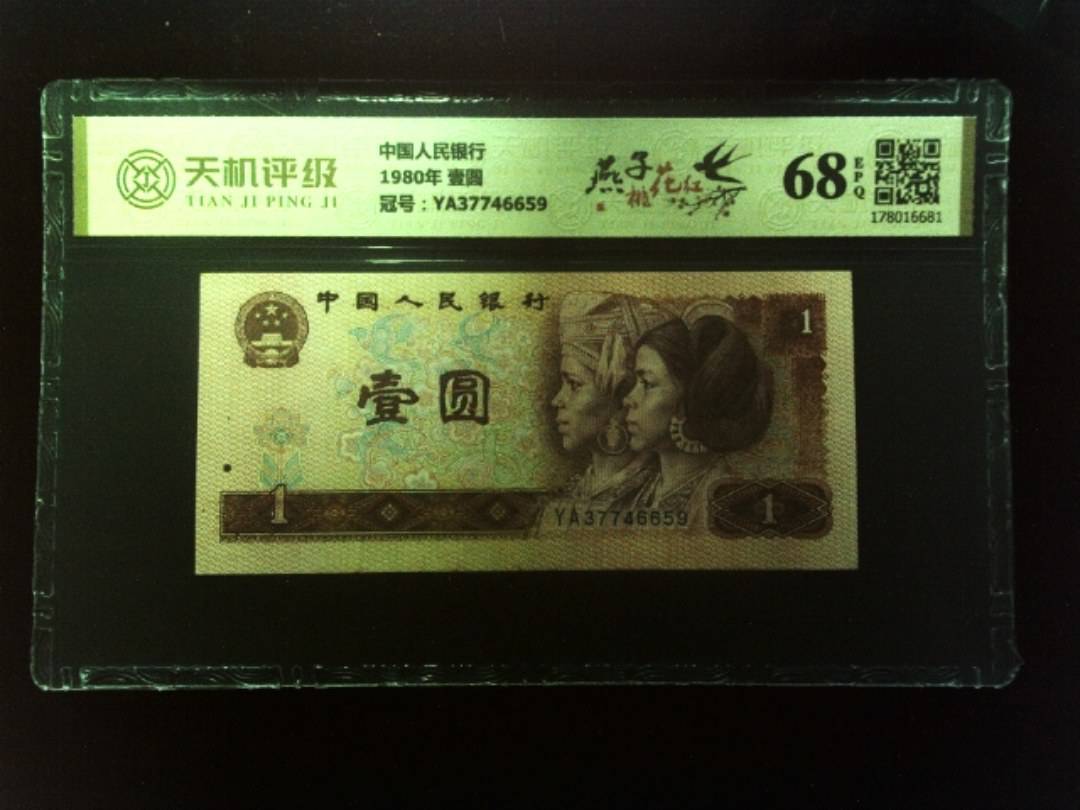 天机评级
TIAN JI PING JI
中国人民银行
1980年 壹圆
冠号：YA37746659
燕子
桃花红
68
EPQ
178016681
中国人民银行
壹圆
1
1
YA37746659
1